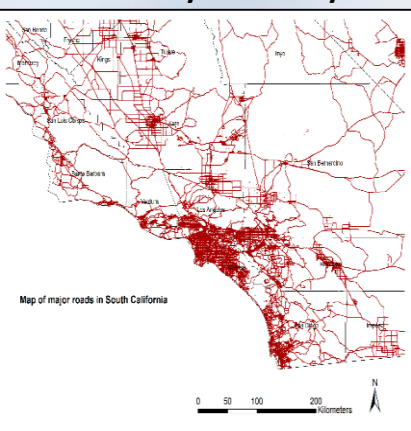 San Benito
Fresno
Tulare
Inyo
Monterey
Kings
San Luis Obispo
Kern
San Bernardino
Santa Barbara
Ventura
Los Angeles
Map of major roads in South California
San Diego
Imperial
N
0 50 100 200
Kilometers